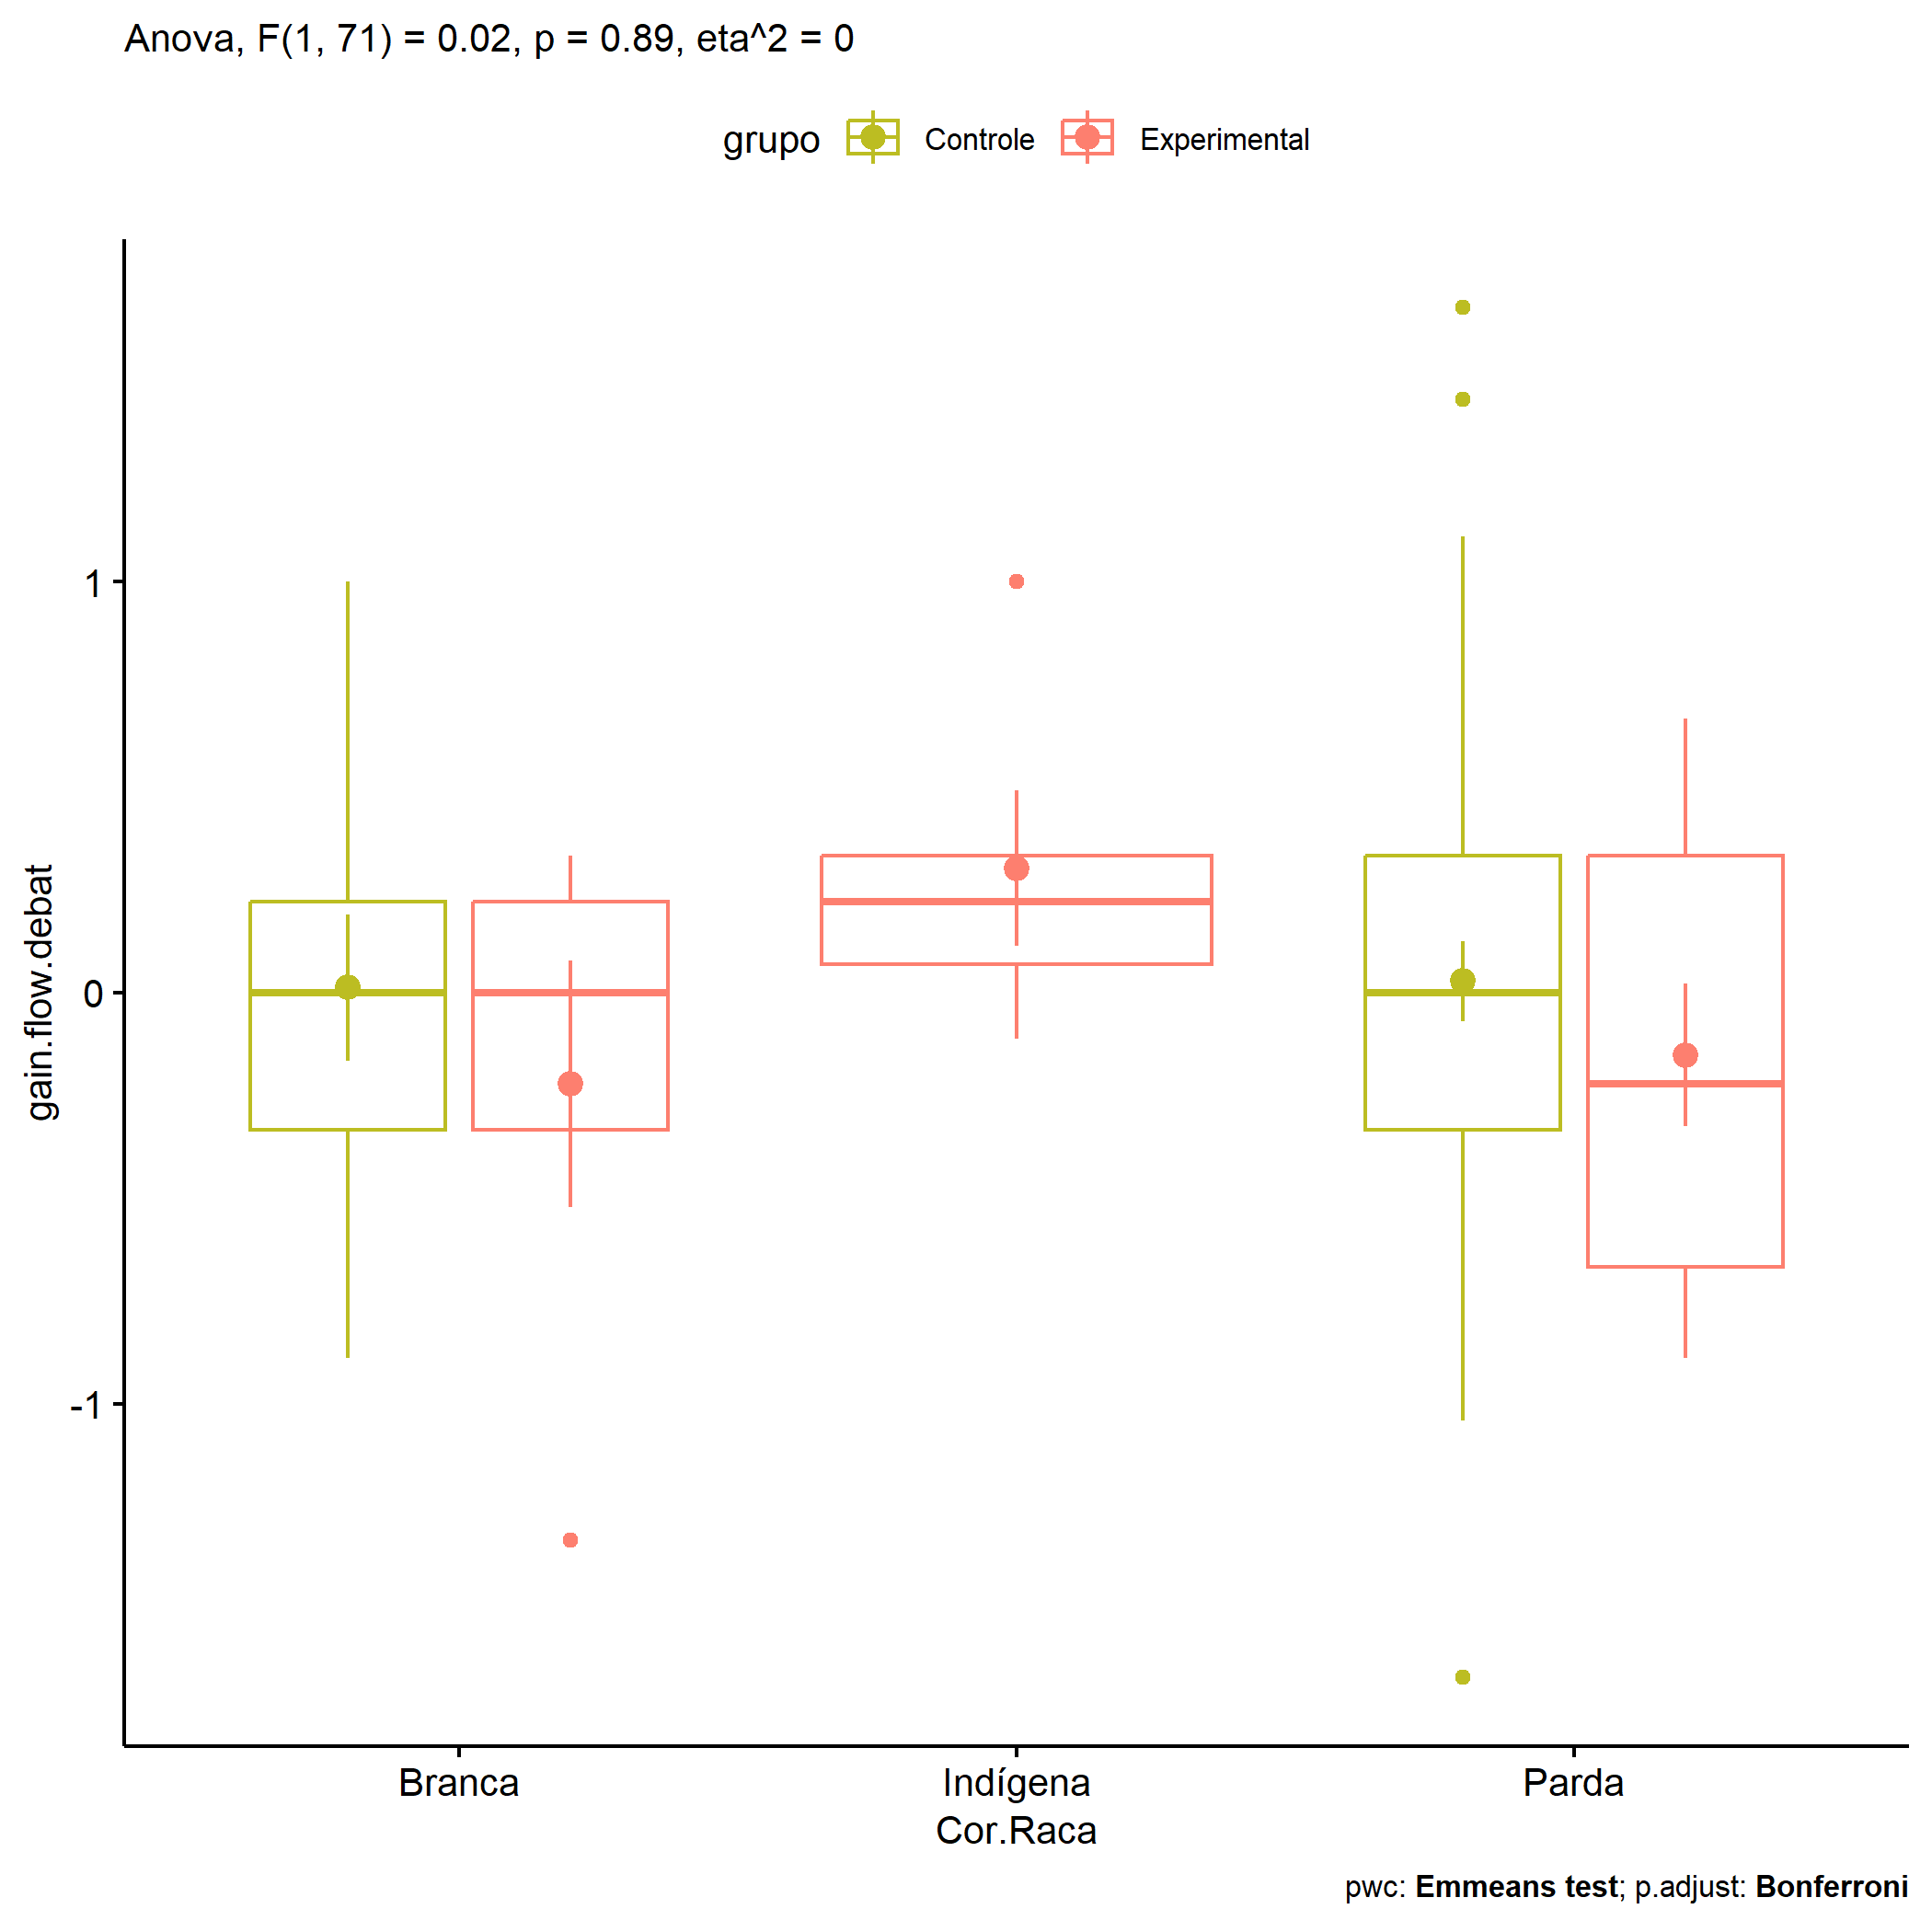 Anova, F(1, 71) = 0.02, p = 0.89, eta^2 = 0
grupo Controle Experimental
gain.flow.debat
1
0
-1
Branca Indígena Parda
Cor.Raca
pwc: Emmeans test; p.adjust: Bonferroni